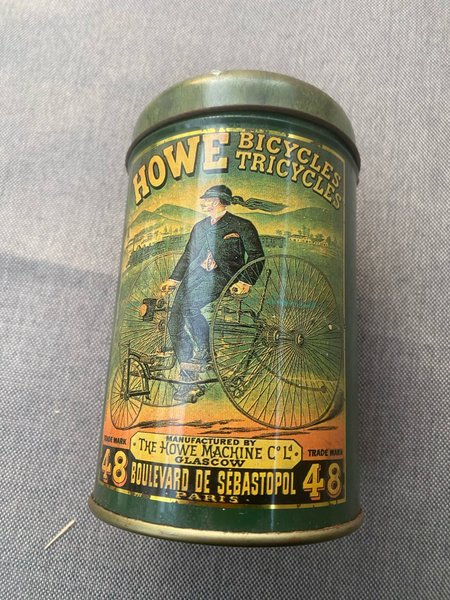 HOWE BICYCLES
TRICYCLES
TRADE MARK. MANUFACTURED BY TRADE MARK
THE HOWE MACHINE Cº Lᵈ.
GLASGOW
48 BOULEVARD DE SÉBASTOPOL 48
PARIS